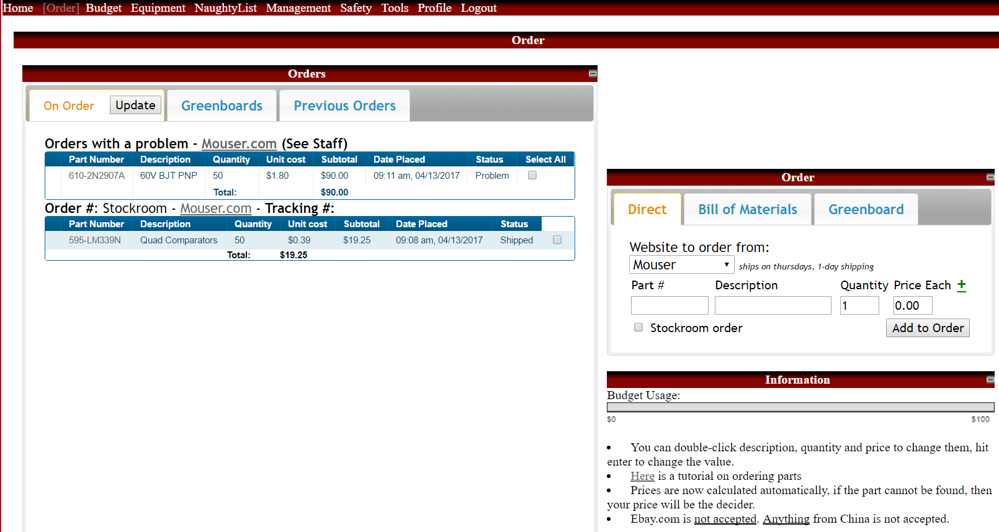 Home [Order] Budget Equipment NaughtyList Management Safety Tools Profile Logout
Order
Orders
On Order Update Greenboards Previous Orders
Orders with a problem - Mouser.com (See Staff)
Part Number Description Quantity Unit cost Subtotal Date Placed Status Select All
610-2N2907A 60V BJT PNP 50 $1.80 $90.00 09:11 am, 04/13/2017 Problem
Total: $90.00
Order #: Stockroom - Mouser.com - Tracking #:
Part Number Description Quantity Unit cost Subtotal Date Placed Status
595-LM339N Quad Comparators 50 $0.39 $19.25 09:08 am, 04/13/2017 Shipped
Total: $19.25
Order
Direct Bill of Materials Greenboard
Website to order from:
Mouser ships on thursdays, 1-day shipping
Part # Description Quantity Price Each +
1 0.00
Stockroom order Add to Order
Information
Budget Usage:
$0 $100
• You can double-click description, quantity and price to change them, hit
enter to change the value.
• Here is a tutorial on ordering parts
• Prices are now calculated automatically, if the part cannot be found, then
your price will be the decider.
• Ebay.com is not accepted. Anything from China is not accepted.